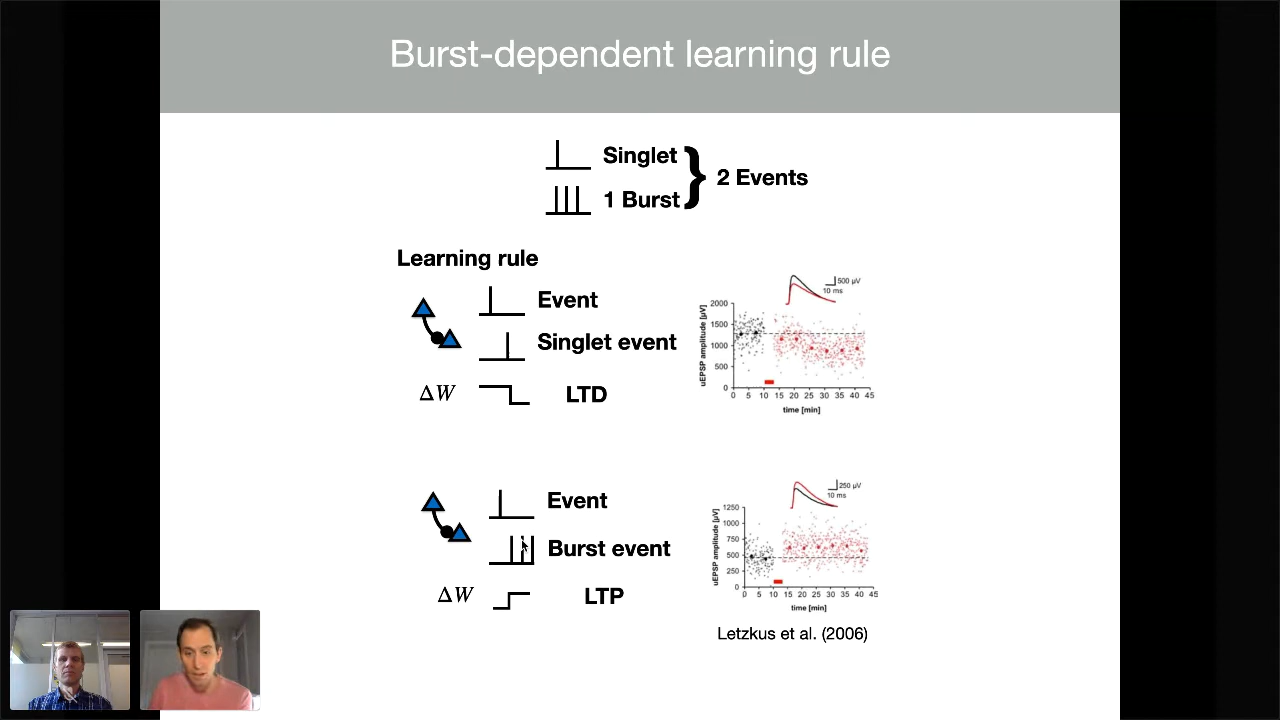 Burst-dependent learning rule
Singlet
1 Burst
} 2 Events
Learning rule
Event
Singlet event
ΔW
LTD
500 µV
10 ms
uEPSP amplitude [µV]
2000
1500
1000
500
0
0 5 10 15 20 25 30 35 40 45
time [min]
Event
Burst event
ΔW
LTP
250 µV
10 ms
uEPSP amplitude [µV]
1250
1000
750
500
250
0
0 5 10 15 20 25 30 35 40 45
time [min]
Letzkus et al. (2006)